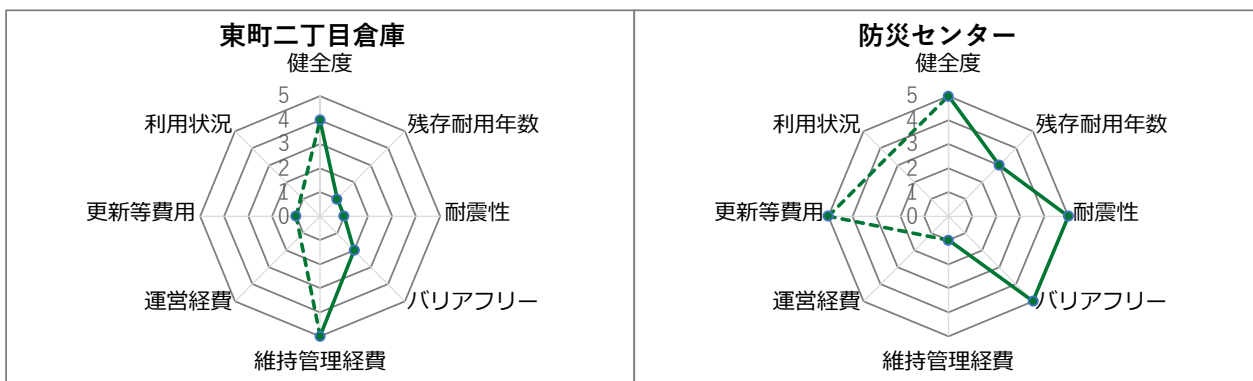 東町二丁目倉庫
健全度
5
4
3
2
1
0
残存耐用年数
耐震性
バリアフリー
維持管理経費
運営経費
更新等費用
利用状況
防災センター
健全度
5
4
3
2
1
0
残存耐用年数
耐震性
バリアフリー
維持管理経費
運営経費
更新等費用
利用状況